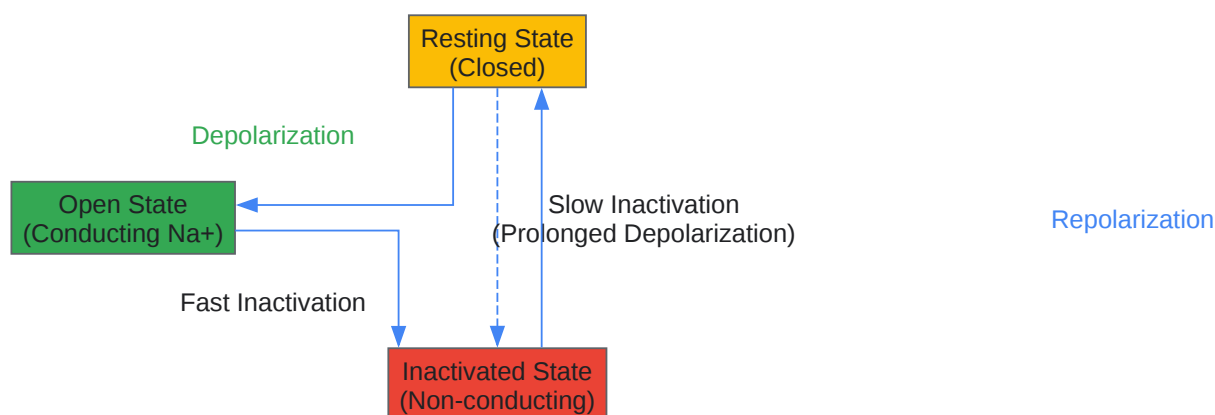 Resting State
(Closed)
Depolarization
Open State
(Conducting Na+)
Slow Inactivation
(Prolonged Depolarization)
Repolarization
Fast Inactivation
Inactivated State
(Non-conducting)